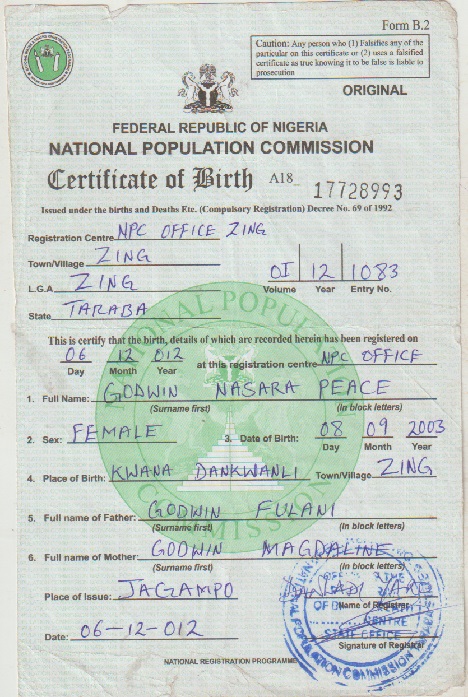 Form B.2
Caution: Any person who (1) Falsifies any of the
particular on this certificate or (2) uses a falsified
certificate as true knowing it to be false is liable to
prosecution
ORIGINAL
FEDERAL REPUBLIC OF NIGERIA
NATIONAL POPULATION COMMISSION
Certificate of Birth A18 17728993
Issued under the births and Deaths Etc. (Compulsory Registration) Decree No. 69 of 1992
Registration Centre NPC OFFICE ZING
Town/Village ZING
L.G.A ZING
State TARABA
01 12 1083
Volume Year Entry No.
This is certify that the birth, details of which are recorded herein has been registered on
06 12 012 at this registration centre NPC OFFICE
Day Month Year
1. Full Name: GODWIN NASARA PEACE
(Surname first) (In block letters)
2. Sex: FEMALE 3. Date of Birth: 08 09 2003
Day Month Year
4. Place of Birth: KWANA DANKWANLI Town/Village ZING
5. Full name of Father: GODWIN FULANI
(Surname first) (In block letters)
6. Full name of Mother: GODWIN MAGDALINE
(Surname first) (In block letters)
Place of Issue: JAGAMPO
Name of Registrar
Date: 06-12-012
Signature of Registrar
NATIONAL REGISTRATION PROGRAMME
NATIONAL POPULATION COMMISSION
STATE OFFICE
NATIONAL POPULATION COMMISSION